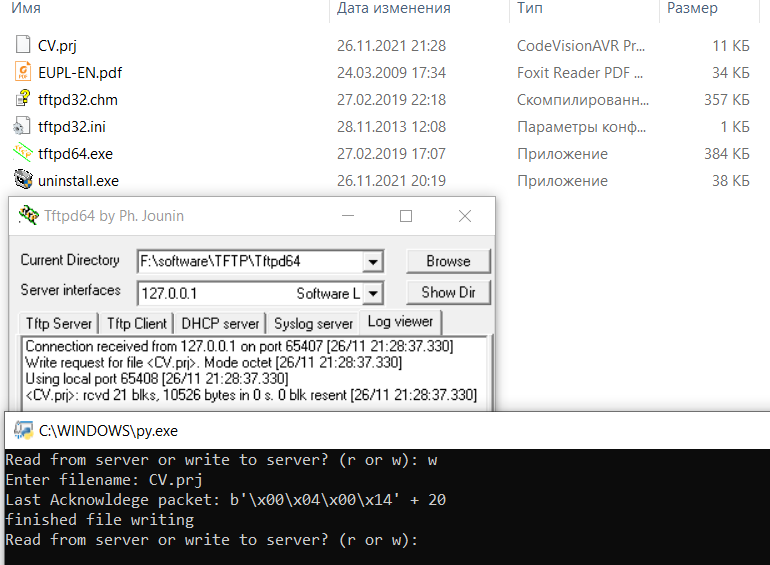 Имя Дата изменения Тип Размер
CV.prj 26.11.2021 21:28 CodeVisionAVR Pr... 11 КБ
EUPL-EN.pdf 24.03.2009 17:34 Foxit Reader PDF ... 34 КБ
tftpd32.chm 27.02.2019 22:18 Скомпилированн... 357 КБ
tftpd32.ini 28.11.2013 12:08 Параметры конф... 1 КБ
tftpd64.exe 27.02.2019 17:07 Приложение 384 КБ
uninstall.exe 26.11.2021 20:19 Приложение 38 КБ
Tftpd64 by Ph. Jounin
Current Directory F:\software\TFTP\Tftpd64 Browse
Server interfaces 127.0.0.1 Software L Show Dir
Tftp Server Tftp Client DHCP server Syslog server Log viewer
Connection received from 127.0.0.1 on port 65407 [26/11 21:28:37.330]
Write request for file <CV.prj>. Mode octet [26/11 21:28:37.330]
Using local port 65408 [26/11 21:28:37.330]
<CV.prj>: rcvd 21 blks, 10526 bytes in 0 s. 0 blk resent [26/11 21:28:37.330]
C:\WINDOWS\py.exe
Read from server or write to server? (r or w): w
Enter filename: CV.prj
Last Acknowldege packet: b'\x00\x04\x00\x14' + 20
finished file writing
Read from server or write to server? (r or w):